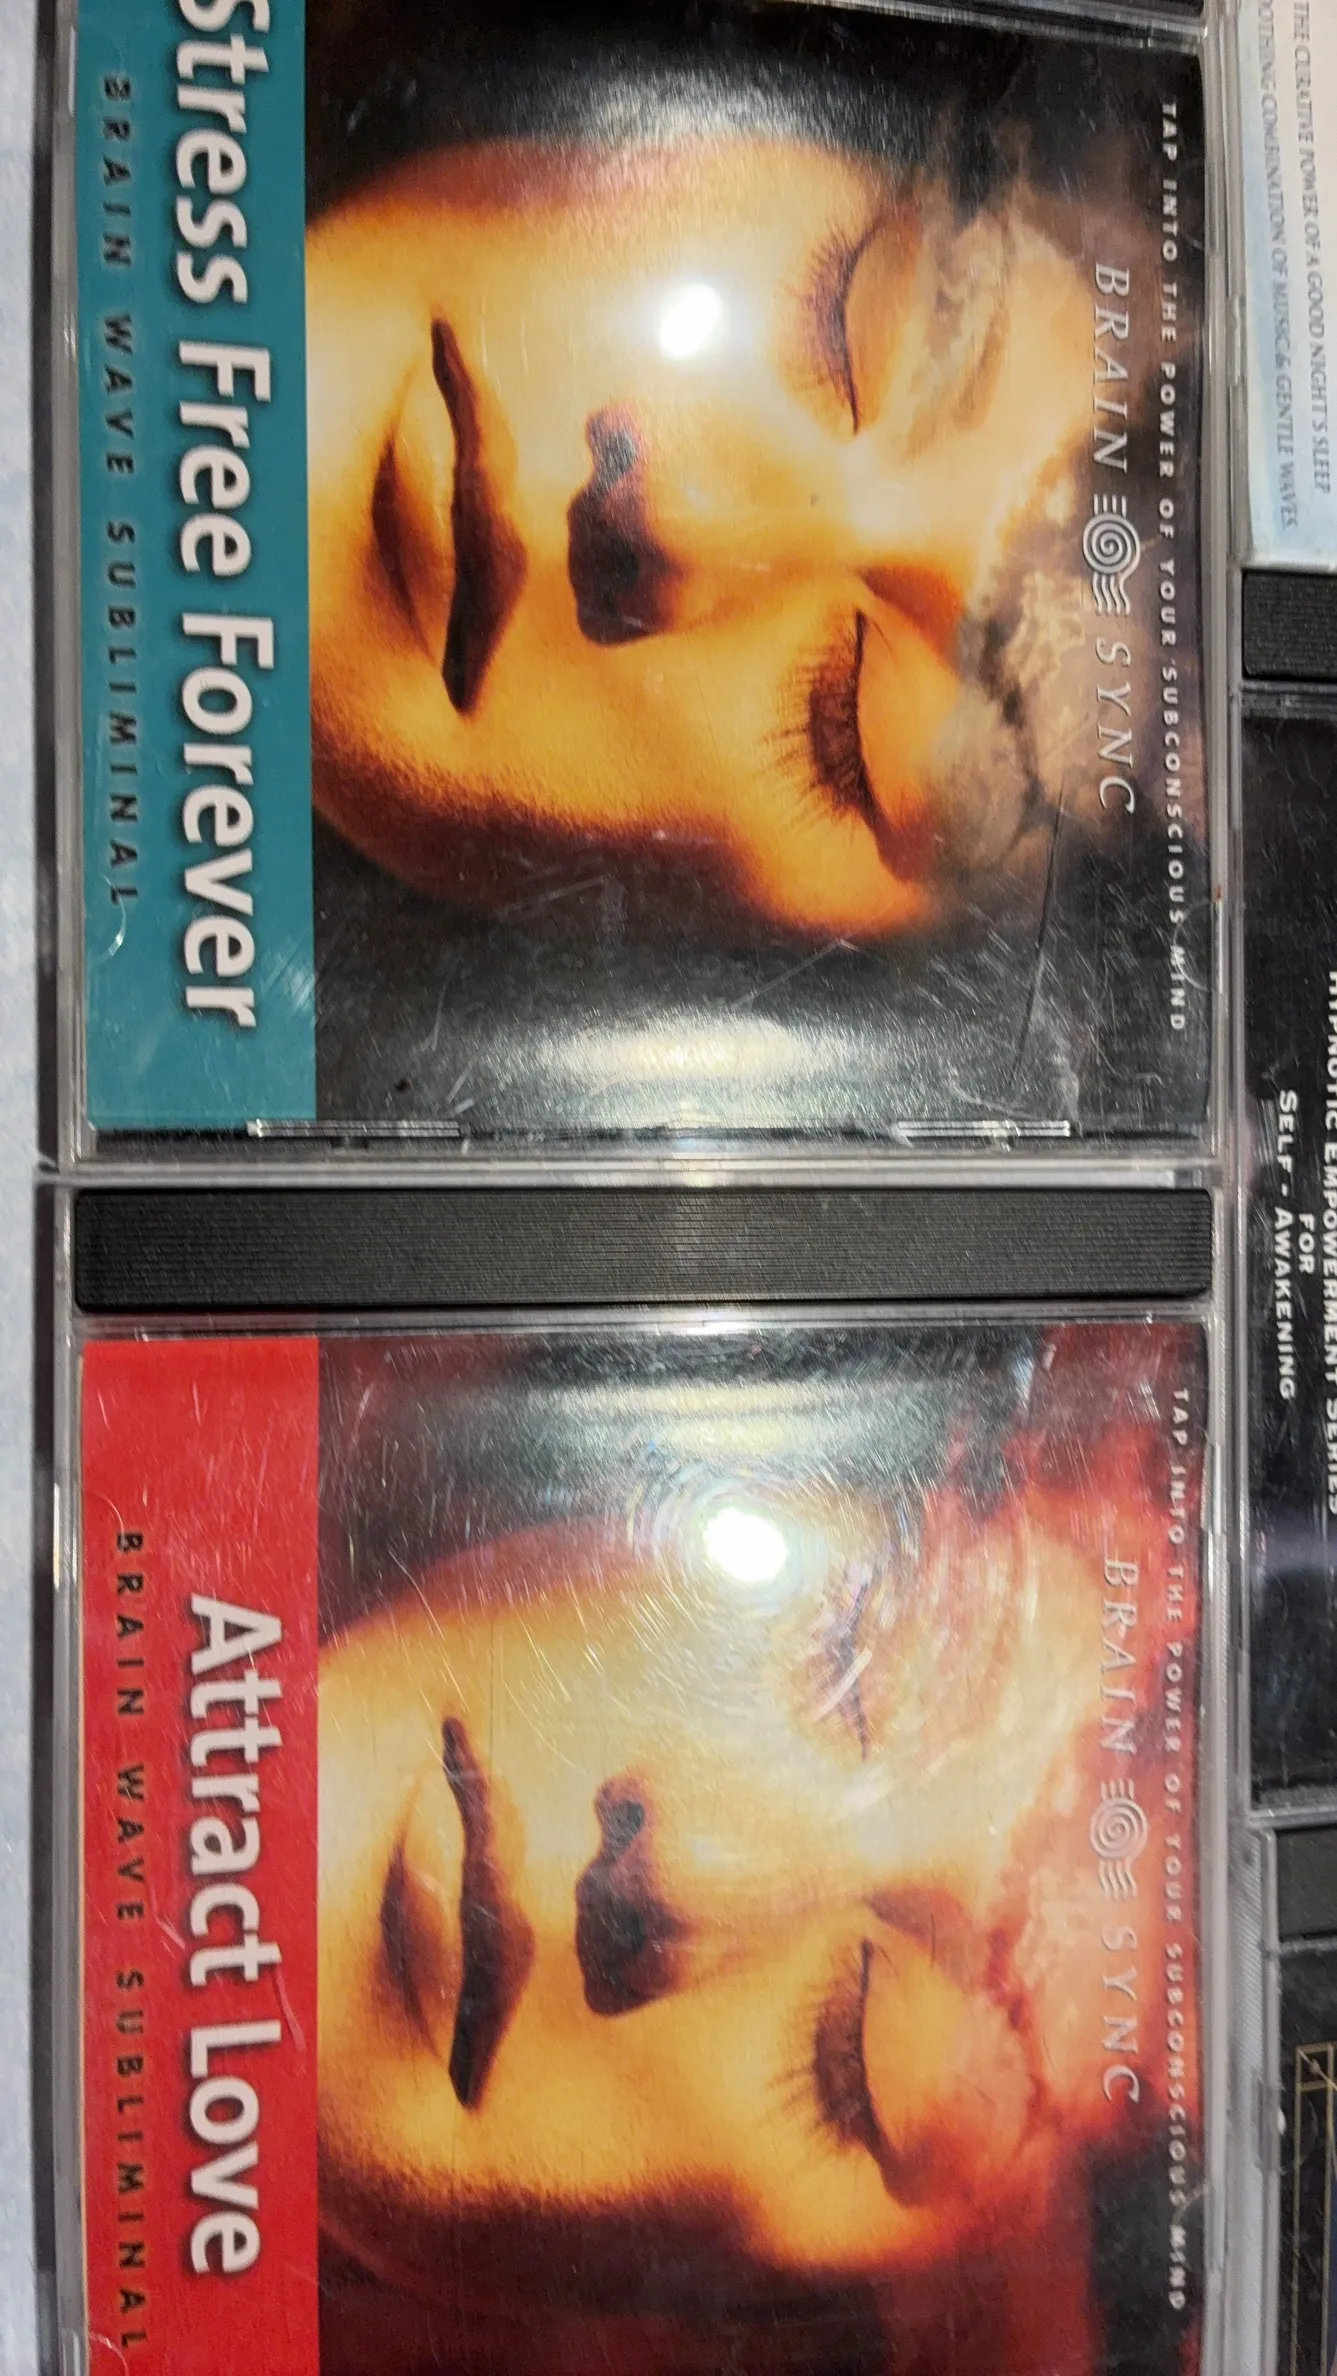 TAP INTO THE POWER OF YOUR SUBCONSCIOUS MIND
BRAIN SYNC
Stress Free Forever
BRAIN WAVE SUBLIMINAL
TAP INTO THE POWER OF YOUR SUBCONSCIOUS MIND
BRAIN SYNC
Attract Love
BRAIN WAVE SUBLIMINAL
THE CURATIVE POWER OF A GOOD NIGHT'S SLEEP
COMBINATION OF MUSIC & GENTLE WAVES
EMPOWERMENT SERIES
FOR
SELF - AWAKENING